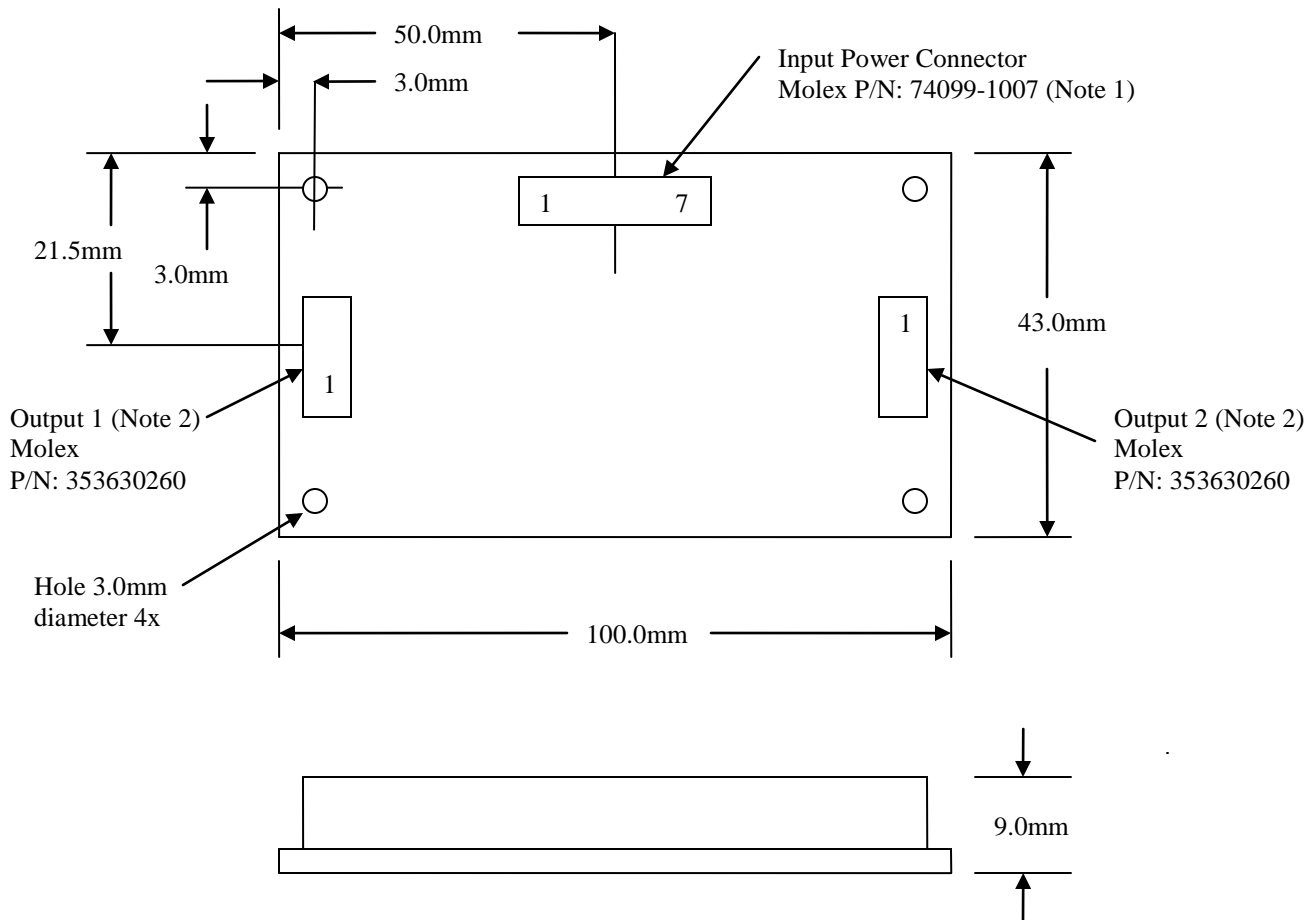 50.0mm
3.0mm
Input Power Connector
Molex P/N: 74099-1007 (Note 1)
1 7
21.5mm
3.0mm
43.0mm
1
1
Output 1 (Note 2)
Molex
P/N: 353630260
Output 2 (Note 2)
Molex
P/N: 353630260
Hole 3.0mm
diameter 4x
100.0mm
9.0mm